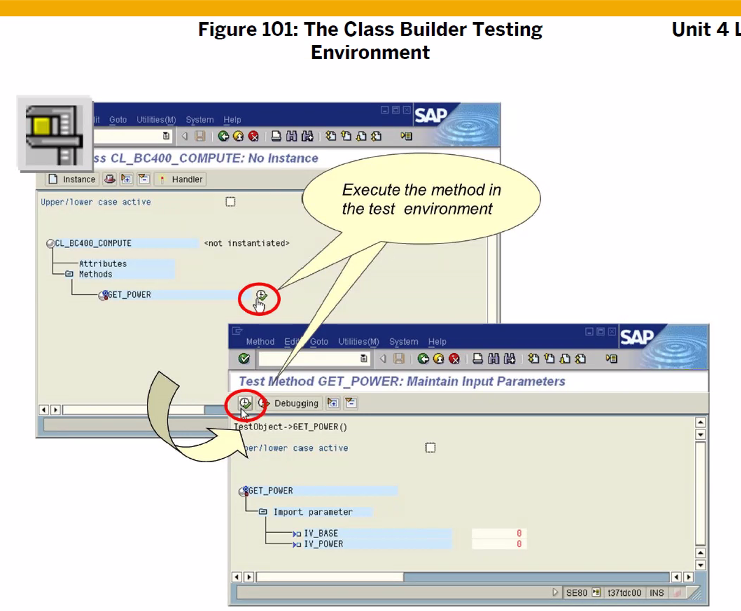 Figure 101: The Class Builder Testing
Environment
Unit 4 L
it Goto Utilities(M) System Help
SAP
ss CL_BC400_COMPUTE: No Instance
Instance
Handler
Upper/lower case active
Execute the method in
the test environment
CL_BC400_COMPUTE <not instantiated>
Attributes
Methods
GET_POWER
Method Edit Goto Utilities(M) System Help
SAP
Test Method GET_POWER: Maintain Input Parameters
Debugging
TestObject->GET_POWER()
er/lower case active
GET_POWER
Import parameter
IV_BASE 0
IV_POWER 0
SE80 t37tdc00 INS